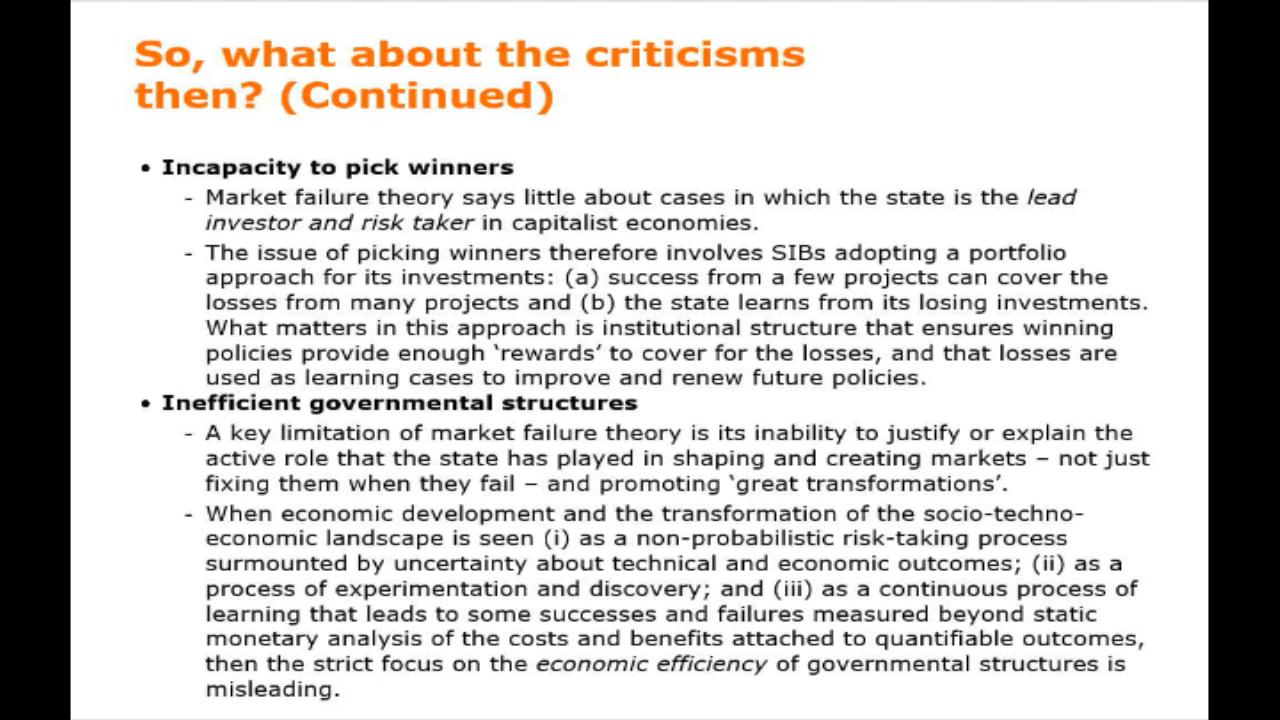 So, what about the criticisms
then? (Continued)
• Incapacity to pick winners
- Market failure theory says little about cases in which the state is the lead
investor and risk taker in capitalist economies.
- The issue of picking winners therefore involves SIBs adopting a portfolio
approach for its investments: (a) success from a few projects can cover the
losses from many projects and (b) the state learns from its losing investments.
What matters in this approach is institutional structure that ensures winning
policies provide enough ‘rewards’ to cover for the losses, and that losses are
used as learning cases to improve and renew future policies.
• Inefficient governmental structures
- A key limitation of market failure theory is its inability to justify or explain the
active role that the state has played in shaping and creating markets – not just
fixing them when they fail – and promoting ‘great transformations’.
- When economic development and the transformation of the socio-techno-
economic landscape is seen (i) as a non-probabilistic risk-taking process
surmounted by uncertainty about technical and economic outcomes; (ii) as a
process of experimentation and discovery; and (iii) as a continuous process of
learning that leads to some successes and failures measured beyond static
monetary analysis of the costs and benefits attached to quantifiable outcomes,
then the strict focus on the economic efficiency of governmental structures is
misleading.